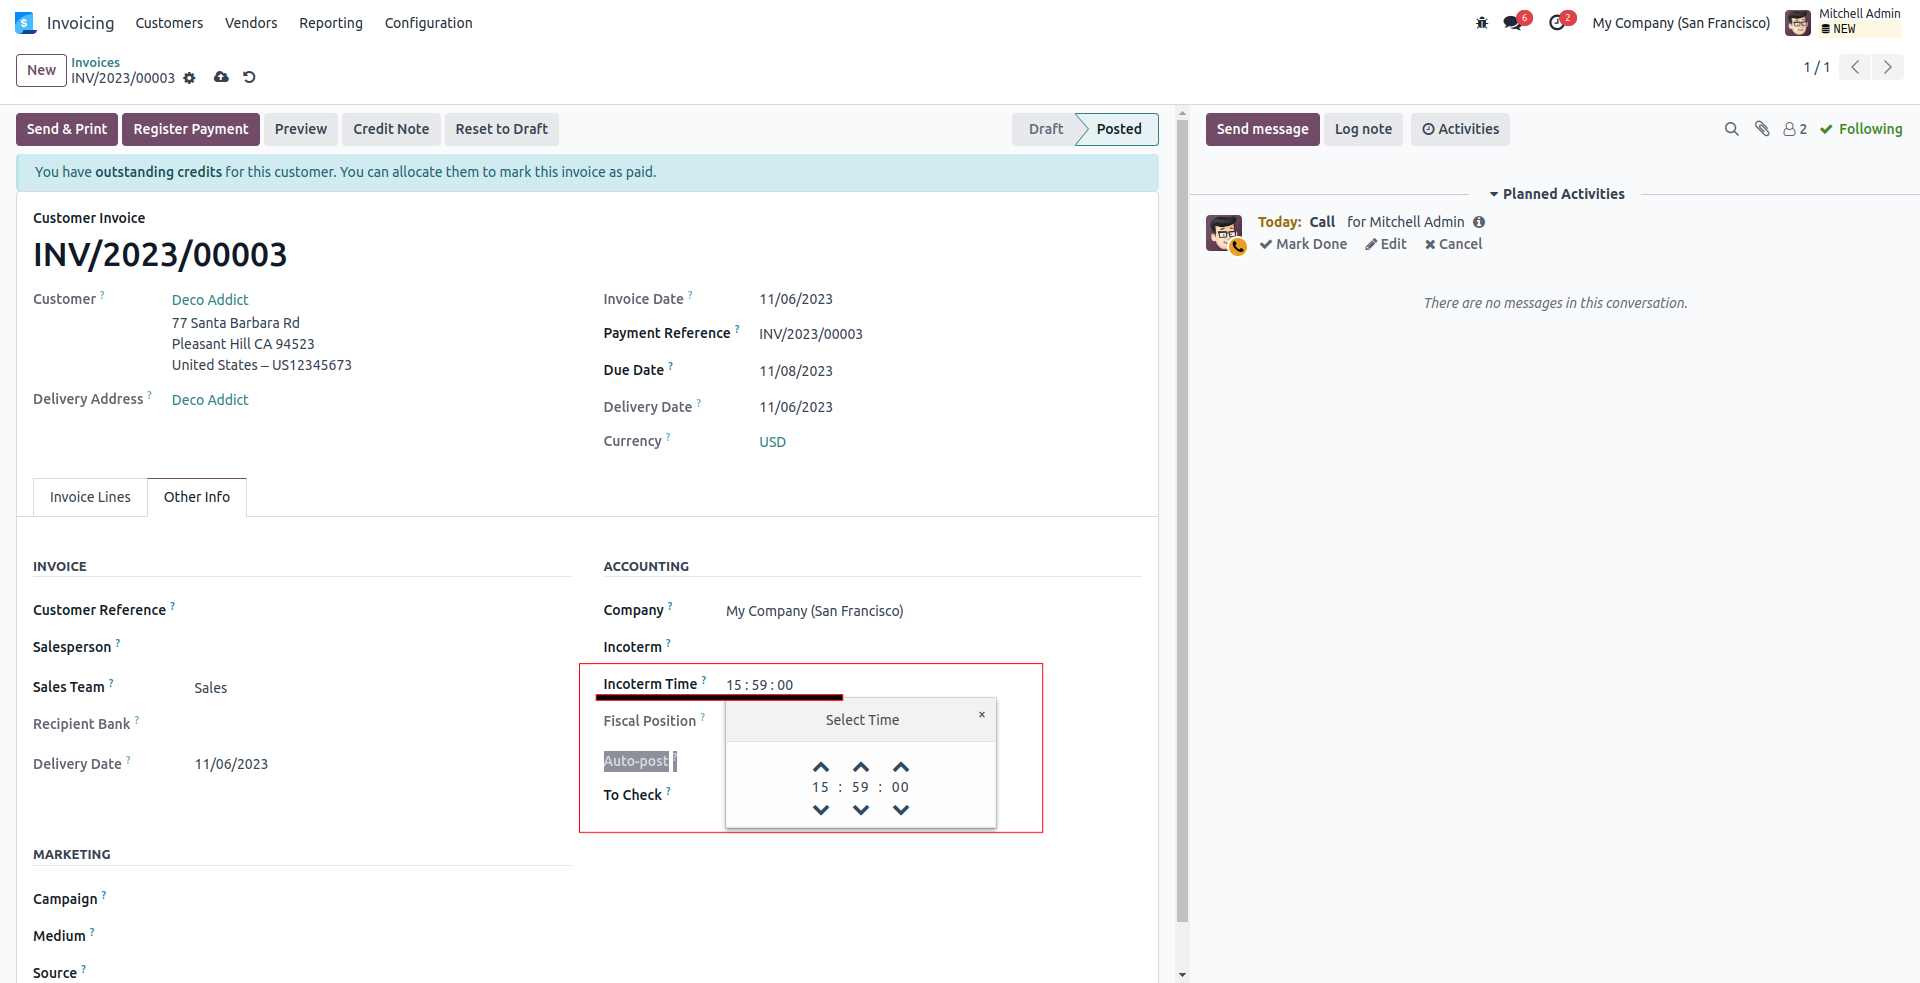 Invoicing Customers Vendors Reporting Configuration
6 2 My Company (San Francisco) Mitchell Admin
NEW
New Invoices
INV/2023/00003
1 / 1
Send & Print Register Payment Preview Credit Note Reset to Draft Draft Posted
Send message Log note Activities 2 Following
You have outstanding credits for this customer. You can allocate them to mark this invoice as paid.
Planned Activities
Today: Call for Mitchell Admin
Mark Done Edit Cancel
There are no messages in this conversation.
Customer Invoice
INV/2023/00003
Customer ? Deco Addict
77 Santa Barbara Rd
Pleasant Hill CA 94523
United States – US12345673
Delivery Address ? Deco Addict
Invoice Date ? 11/06/2023
Payment Reference ? INV/2023/00003
Due Date ? 11/08/2023
Delivery Date ? 11/06/2023
Currency ? USD
Invoice Lines Other Info
INVOICE
Customer Reference ?
Salesperson ?
Sales Team ? Sales
Recipient Bank ?
Delivery Date ? 11/06/2023
ACCOUNTING
Company ? My Company (San Francisco)
Incoterm ?
Incoterm Time ? 15 : 59 : 00
Fiscal Position ?
Auto-post ?
To Check ?
Select Time ×
15 : 59 : 00
MARKETING
Campaign ?
Medium ?
Source ?